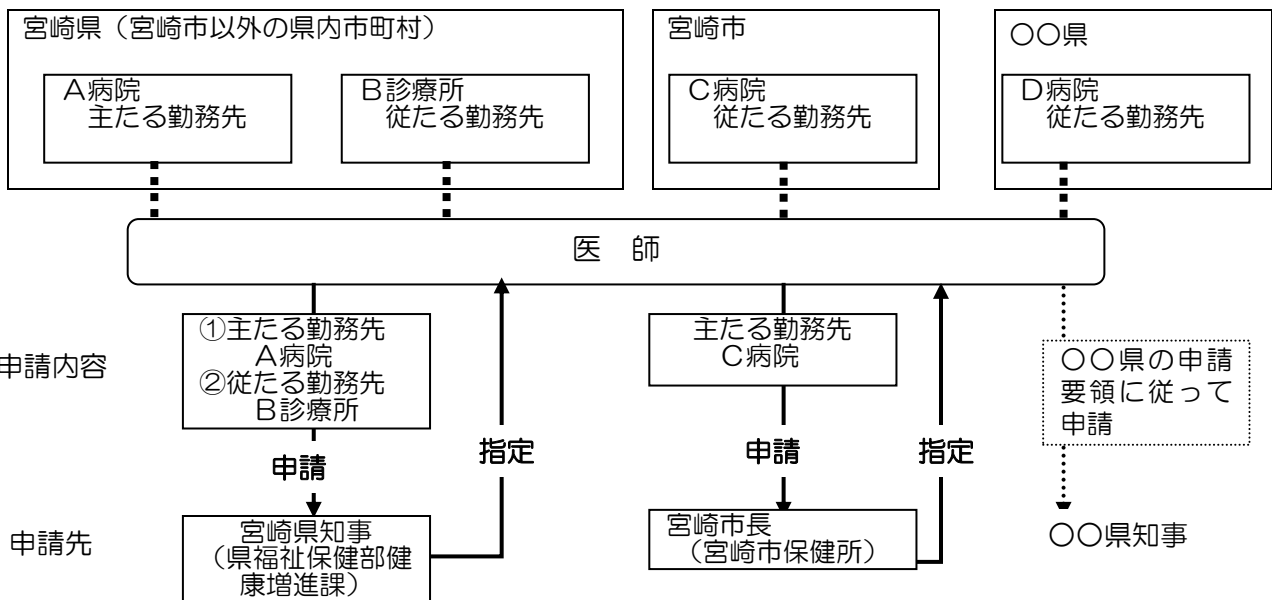 宮崎県（宮崎市以外の県内市町村）
A病院
主たる勤務先
B診療所
従たる勤務先
宮崎市
C病院
従たる勤務先
〇〇県
D病院
従たる勤務先
医 師
申請内容
①主たる勤務先
A病院
②従たる勤務先
B診療所
主たる勤務先
C病院
〇〇県の申請
要領に従って
申請
申請
指定
申請
指定
申請先
宮崎県知事
（県福祉保健部健
康増進課）
宮崎市長
（宮崎市保健所）
〇〇県知事